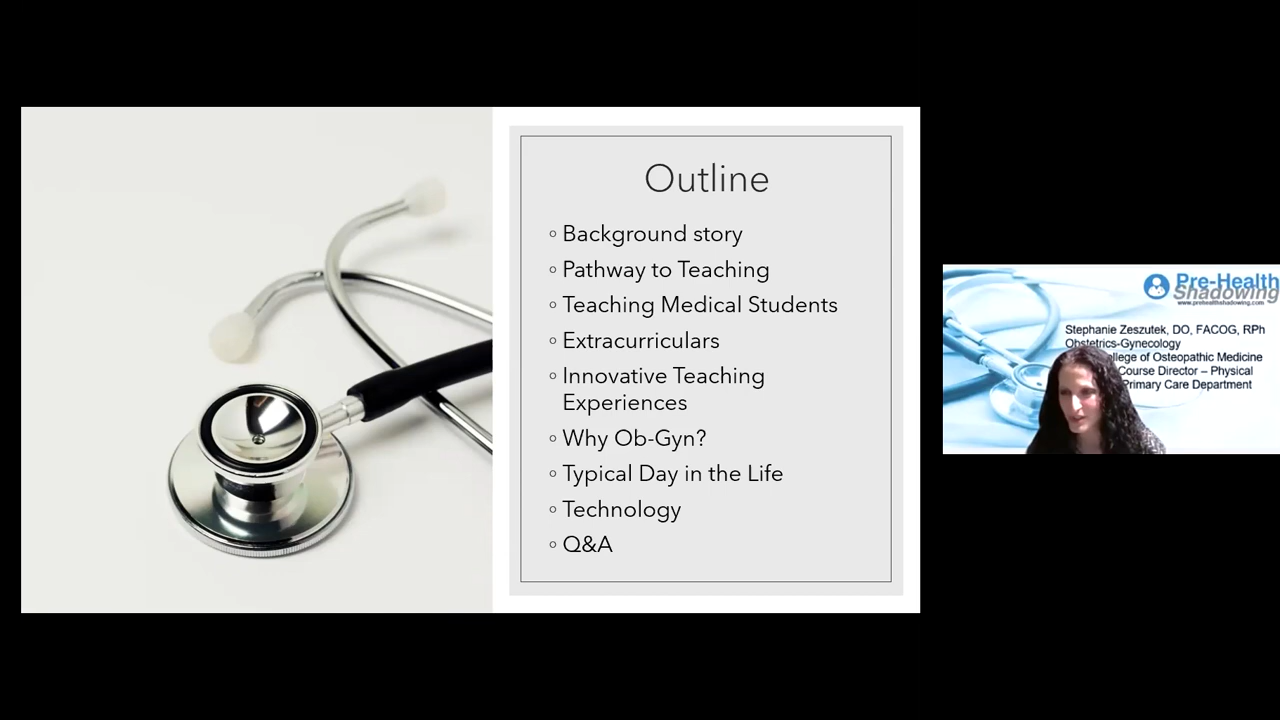 Outline
◦ Background story
◦ Pathway to Teaching
◦ Teaching Medical Students
◦ Extracurriculars
◦ Innovative Teaching
Experiences
◦ Why Ob-Gyn?
◦ Typical Day in the Life
◦ Technology
◦ Q&A
Pre-Health
Shadowing
www.prehealthshadowing.com
Stephanie Zeszutek, DO, FACOG, RPh
Obstetrics-Gynecology
of Osteopathic Medicine
Course Director – Physical
Primary Care Department